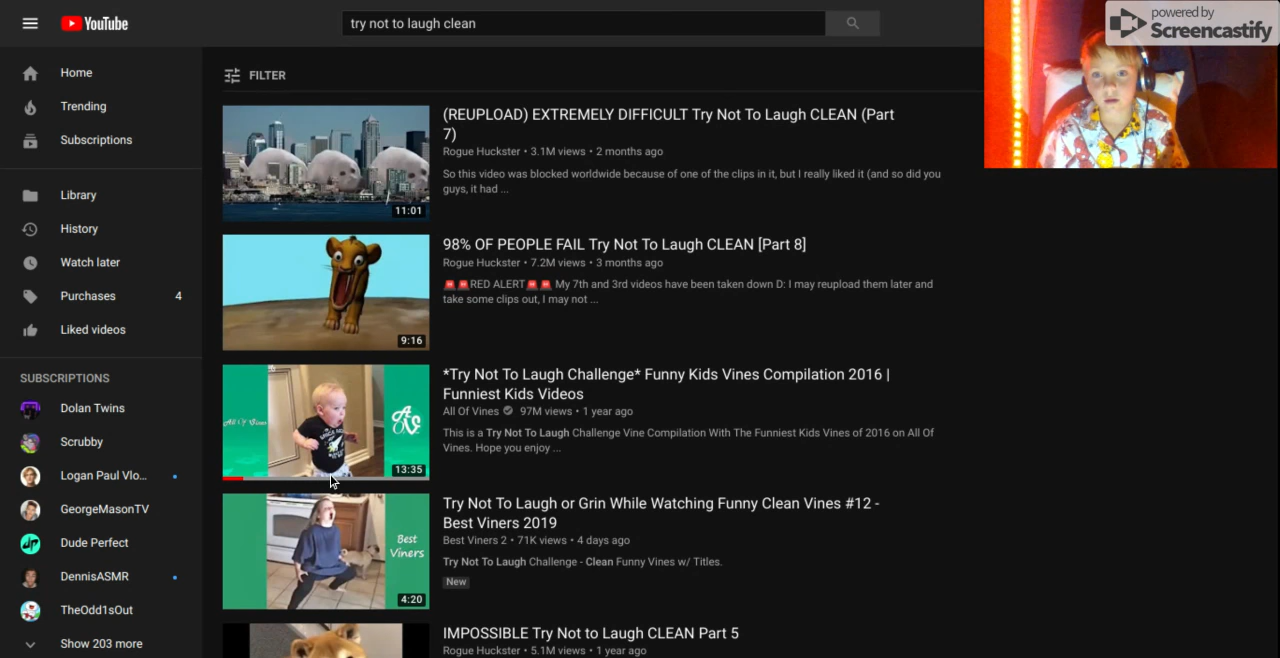 YouTube
try not to laugh clean
powered by
Screencastify
Home
Trending
Subscriptions
Library
History
Watch later
Purchases 4
Liked videos
SUBSCRIPTIONS
Dolan Twins
Scrubby
Logan Paul Vlo...
GeorgeMasonTV
Dude Perfect
DennisASMR
TheOdd1sOut
Show 203 more
FILTER
11:01
(REUPLOAD) EXTREMELY DIFFICULT Try Not To Laugh CLEAN (Part
7)
Rogue Huckster • 3.1M views • 2 months ago
So this video was blocked worldwide because of one of the clips in it, but I really liked it (and so did you
guys, it had ...
9:16
98% OF PEOPLE FAIL Try Not To Laugh CLEAN [Part 8]
Rogue Huckster • 7.2M views • 3 months ago
🚨🚨RED ALERT🚨🚨 My 7th and 3rd videos have been taken down D: I may reupload them later and
take some clips out, I may not ...
All Of Vines
13:35
*Try Not To Laugh Challenge* Funny Kids Vines Compilation 2016 |
Funniest Kids Videos
All Of Vines 97M views • 1 year ago
This is a Try Not To Laugh Challenge Vine Compilation With The Funniest Kids Vines of 2016 on All Of
Vines. Hope you enjoy ...
Best
Viners
4:20
Try Not To Laugh or Grin While Watching Funny Clean Vines #12 -
Best Viners 2019
Best Viners 2 • 71K views • 4 days ago
Try Not To Laugh Challenge - Clean Funny Vines w/ Titles.
New
IMPOSSIBLE Try Not to Laugh CLEAN Part 5
Rogue Huckster • 5.1M views • 1 year ago